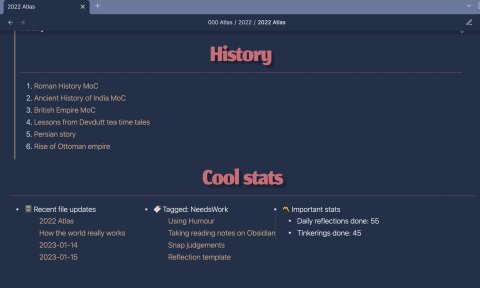 2022 Atlas
000 Atlas / 2022 / 2022 Atlas
History
History
1. Roman History MoC
2. Ancient History of India MoC
3. British Empire MoC
4. Lessons from Devdutt tea time tales
5. Persian story
6. Rise of Ottoman empire
Cool stats
Recent file updates
2022 Atlas
How the world really works
2023-01-14
2023-01-15
Tagged: NeedsWork
Using Humour
Taking reading notes on Obsidian
Snap judgements
Reflection template
Important stats
Daily reflections done: 55
Tinkerings done: 45